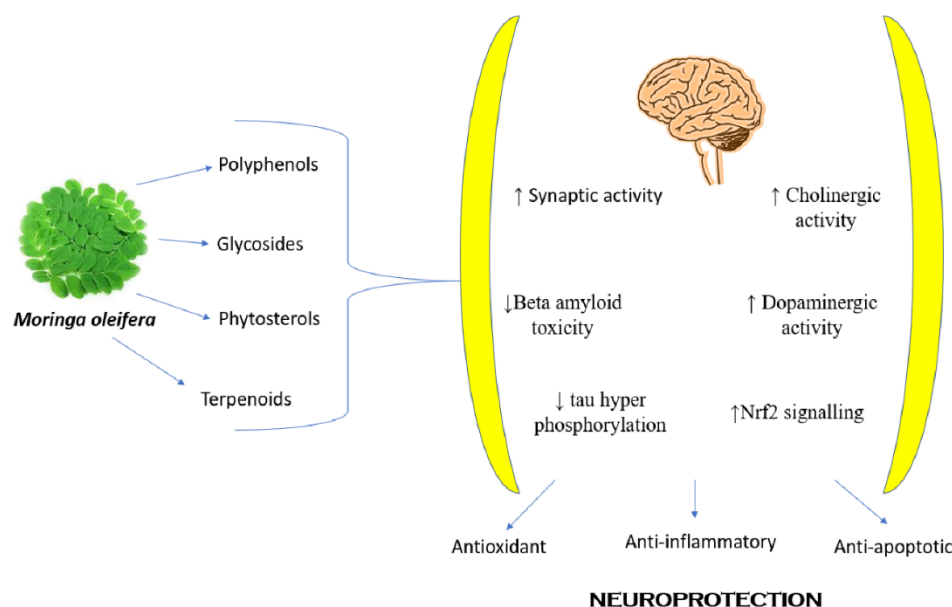 Polyphenols
Glycosides
Phytosterols
Terpenoids
Moringa oleifera
↑ Synaptic activity
↑ Cholinergic
activity
↓Beta amyloid
toxicity
↑ Dopaminergic
activity
↓ tau hyper
phosphorylation
↑Nrf2 signalling
Antioxidant
Anti-inflammatory
Anti-apoptotic
NEUROPROTECTION